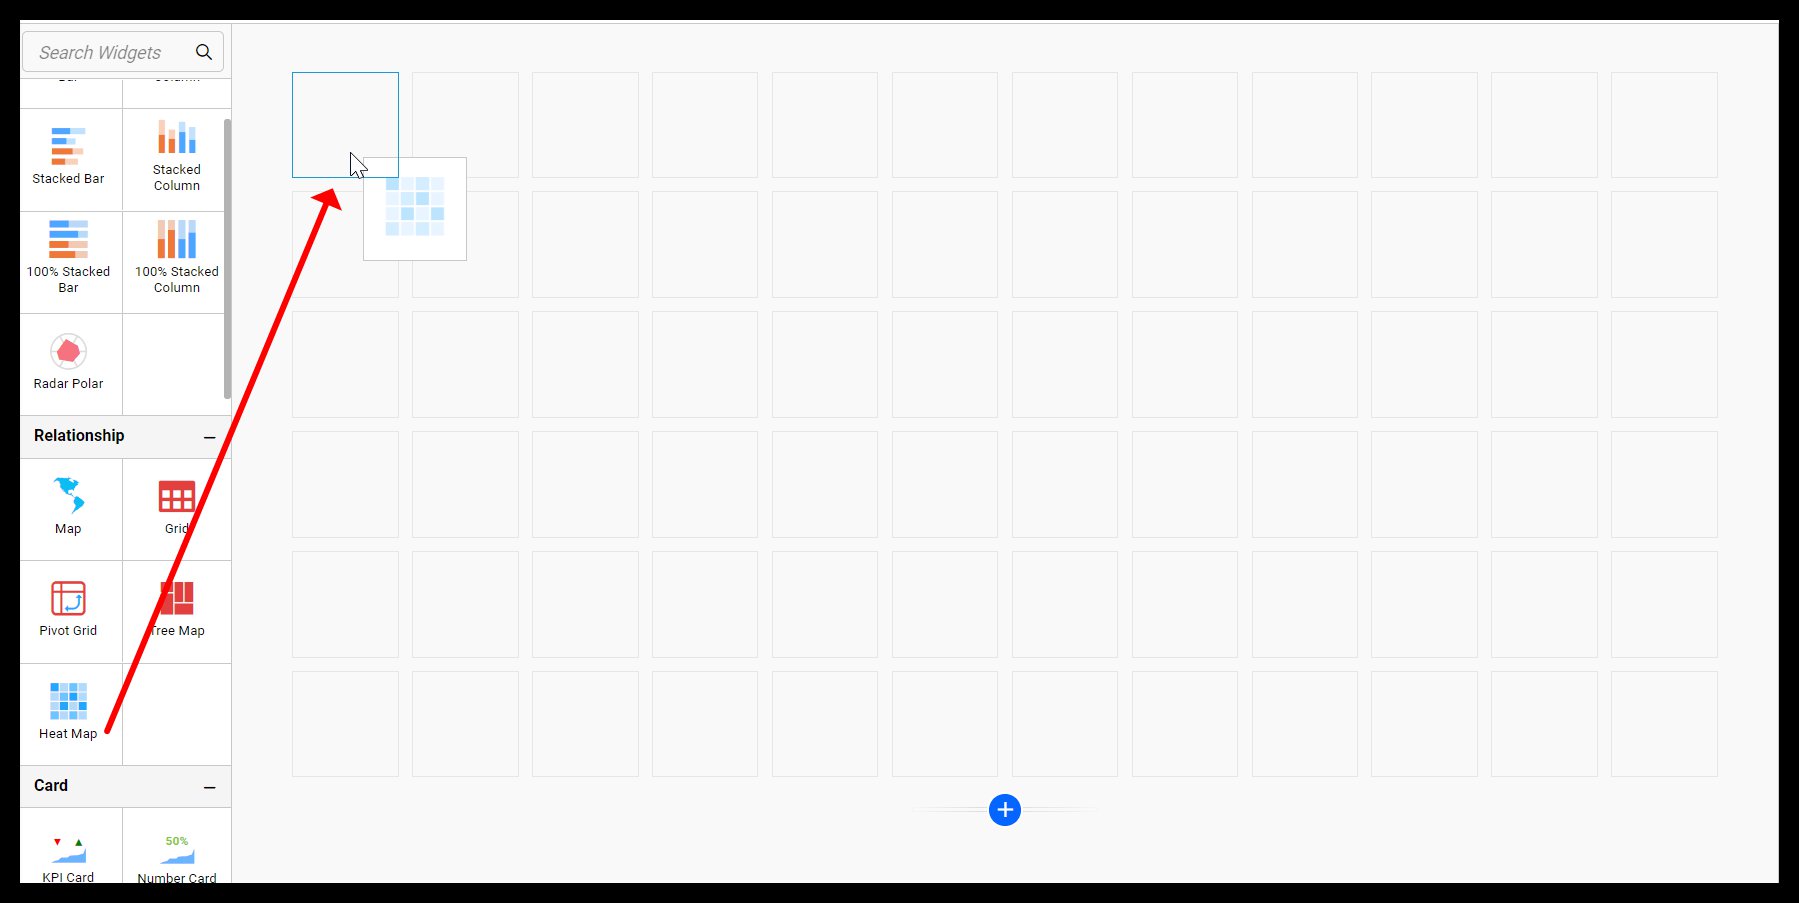 Search Widgets
Stacked Bar
Stacked
Column
100% Stacked
Bar
100% Stacked
Column
Radar Polar
Relationship
Map
Grid
Pivot Grid
Tree Map
Heat Map
Card
50%
KPI Card
Number Card